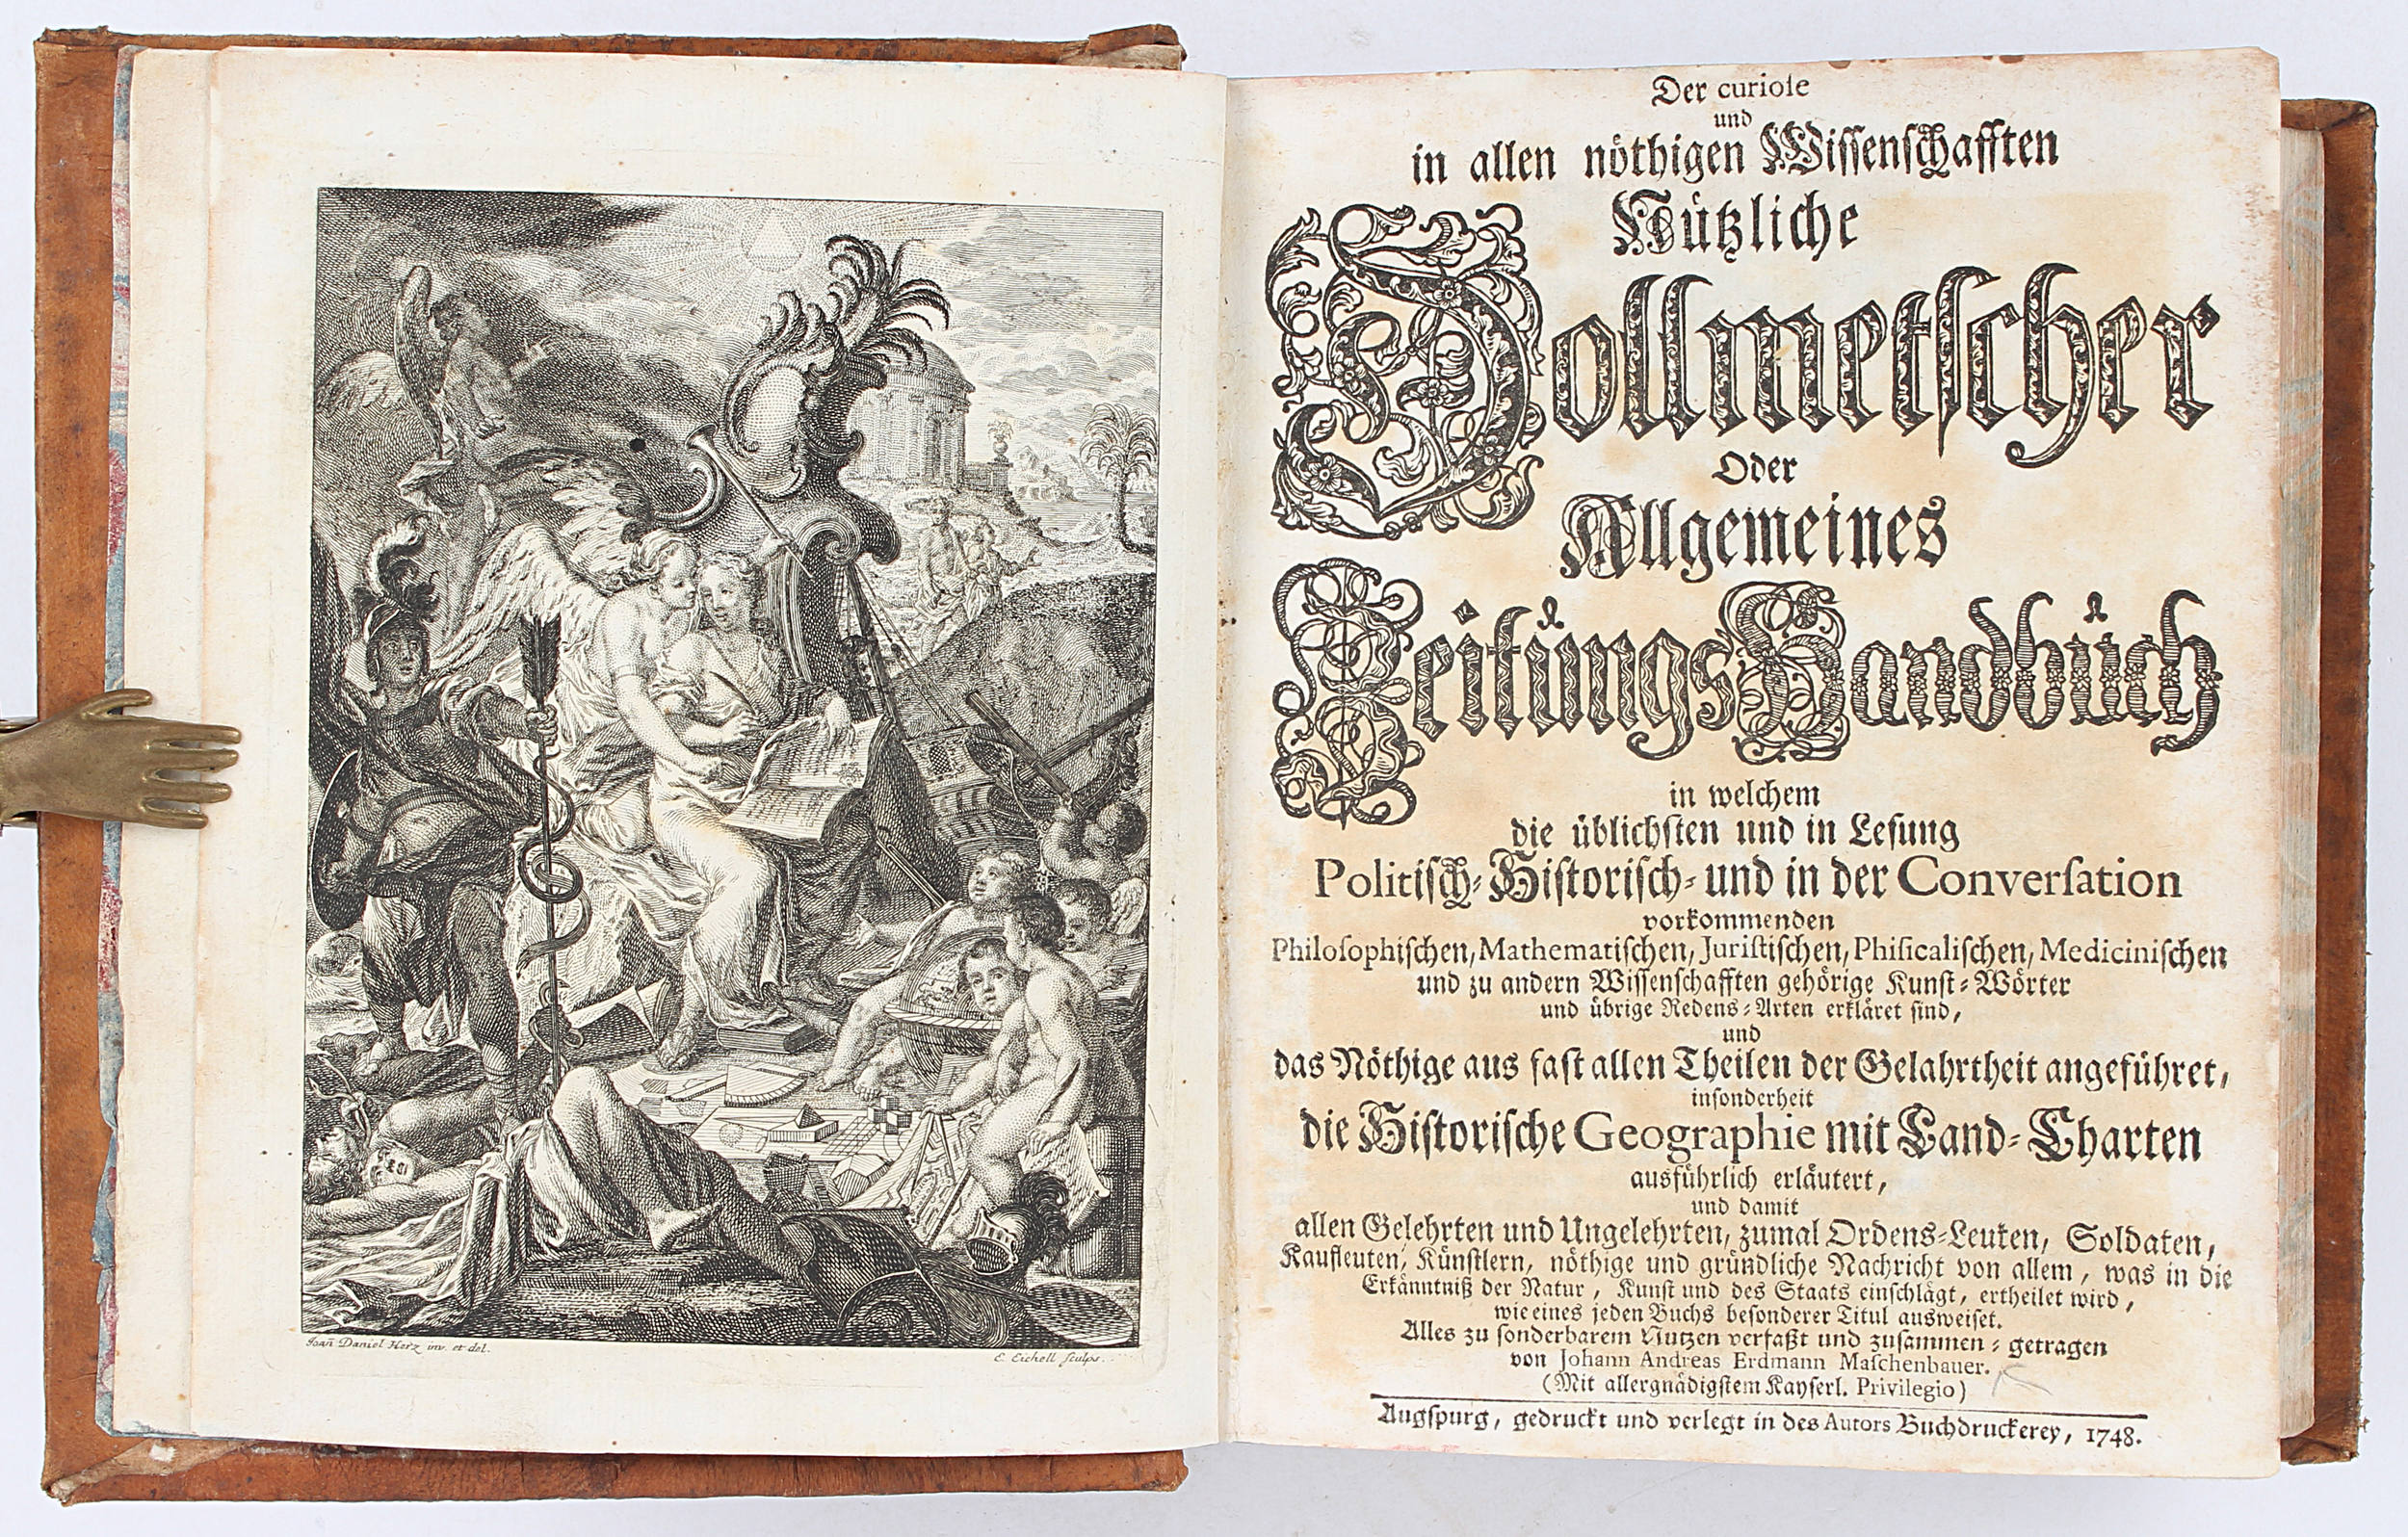 Joañ Daniel Herz inv. et del.
E. Eichell sculps.
Der curiose
und
in allen nöthigen Wissenschafften
Nützliche
Dollmetscher
Oder
Allgemeines
Zeitungs Handbuch
in welchem
die üblichsten und in Lesung
Politisch-Historisch- und in der Conversation
vorkommenden
Philosophischen, Mathematischen, Juristischen, Phisicalischen, Medicinischen
und zu andern Wissenschafften gehörige Kunst-Wörter
und übrige Redens-Arten erkläret sind,
und
das Nöthige aus fast allen Theilen der Gelahrtheit angeführet,
insonderheit
die Historische Geographie mit Land-Charten
ausführlich erläutert,
und damit
allen Gelehrten und Ungelehrten, zumal Ordens-Leuten, Soldaten,
Kaufleuten, Künstlern, nöthige und gründliche Nachricht von allem, was in die
Erkänntniß der Natur, Kunst und des Staats einschlägt, ertheilet wird,
wie eines jeden Buchs besonderer Titul ausweiset.
Alles zu sonderbarem Nutzen verfaßt und zusammen-getragen
von Johann Andreas Erdmann Maschenbauer.
(Mit allergnädigstem Kayserl. Privilegio)
Augspurg, gedruckt und verlegt in des Autors Buchdruckerey, 1748.